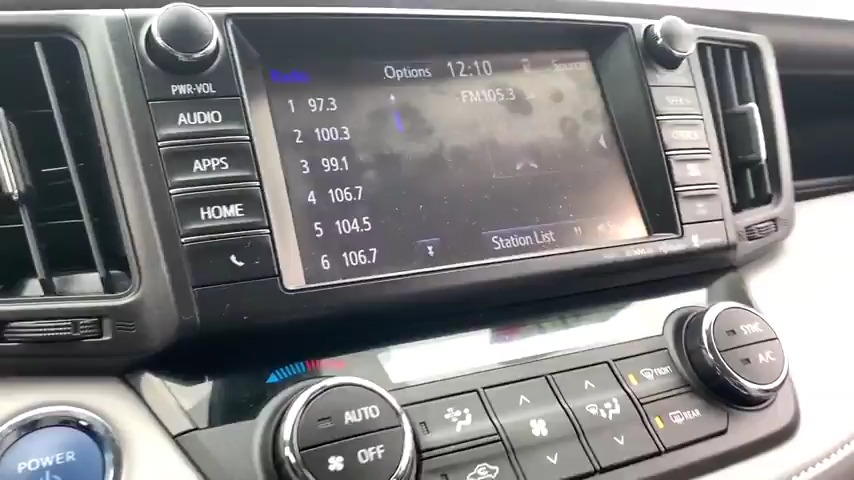 PWR·VOL
AUDIO
APPS
HOME
Radio
Options
12:10
Source
FM105.3
1 97.3
2 100.3
3 99.1
4 106.7
5 104.5
6 106.7
Station List
AUTO
OFF
FRONT
REAR
SYNC
A/C
POWER